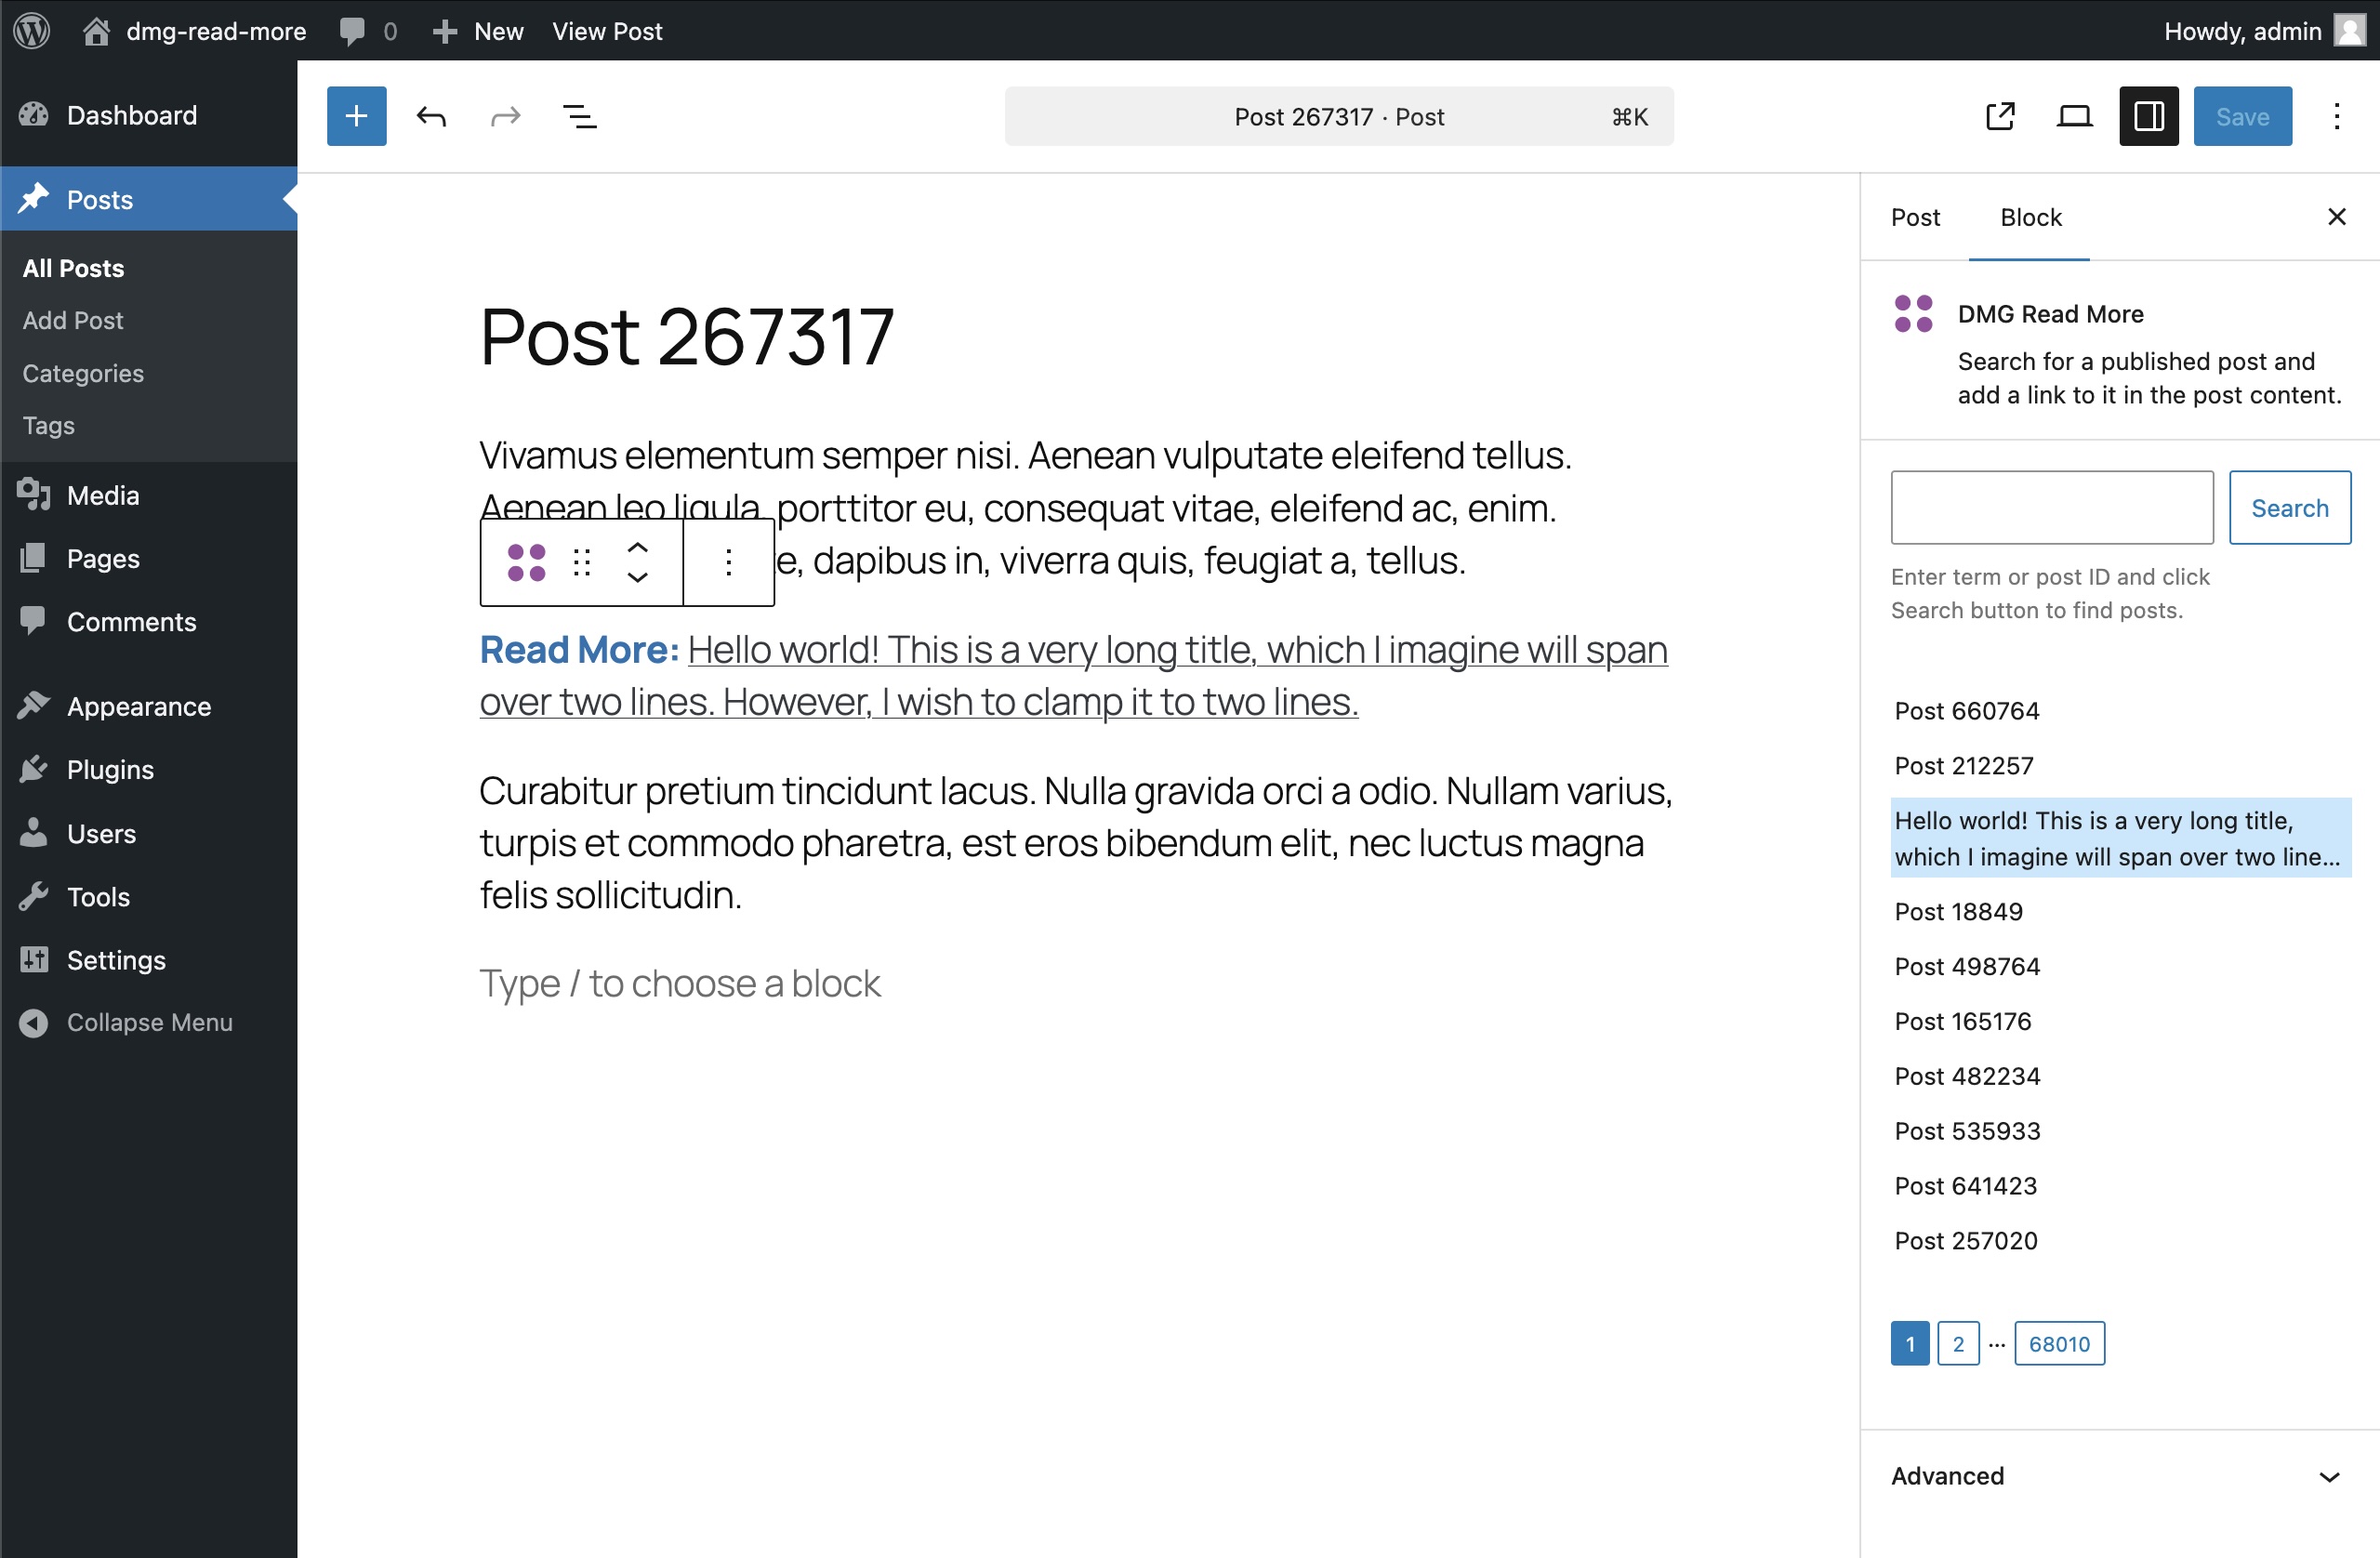 dmg-read-more 0 New View Post Howdy, admin
Dashboard
Posts
All Posts
Add Post
Categories
Tags
Media
Pages
Comments
Appearance
Plugins
Users
Tools
Settings
Collapse Menu
Post 267317 · Post ⌘K
Save
Post 267317
Vivamus elementum semper nisi. Aenean vulputate eleifend tellus.
Aenean leo ligula, porttitor eu, consequat vitae, eleifend ac, enim.
e, dapibus in, viverra quis, feugiat a, tellus.
Read More: Hello world! This is a very long title, which I imagine will span
over two lines. However, I wish to clamp it to two lines.
Curabitur pretium tincidunt lacus. Nulla gravida orci a odio. Nullam varius,
turpis et commodo pharetra, est eros bibendum elit, nec luctus magna
felis sollicitudin.
Type / to choose a block
Post Block
DMG Read More
Search for a published post and
add a link to it in the post content.
Search
Enter term or post ID and click
Search button to find posts.
Post 660764
Post 212257
Hello world! This is a very long title,
which I imagine will span over two line...
Post 18849
Post 498764
Post 165176
Post 482234
Post 535933
Post 641423
Post 257020
1 2 ... 68010
Advanced